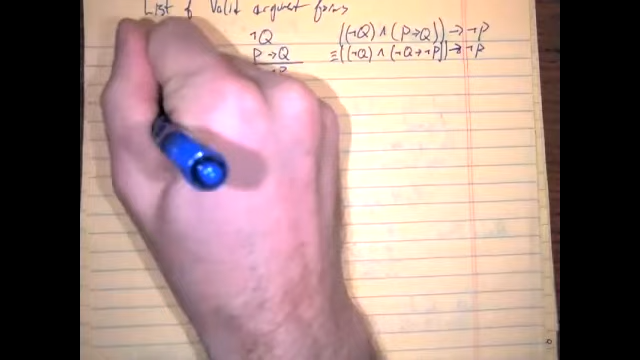 List of Valid argument forms
¬Q ((¬Q) ∧ (P→Q)) → ¬P
P→Q ≡ ((¬Q) ∧ (¬Q→¬P)) → ¬P